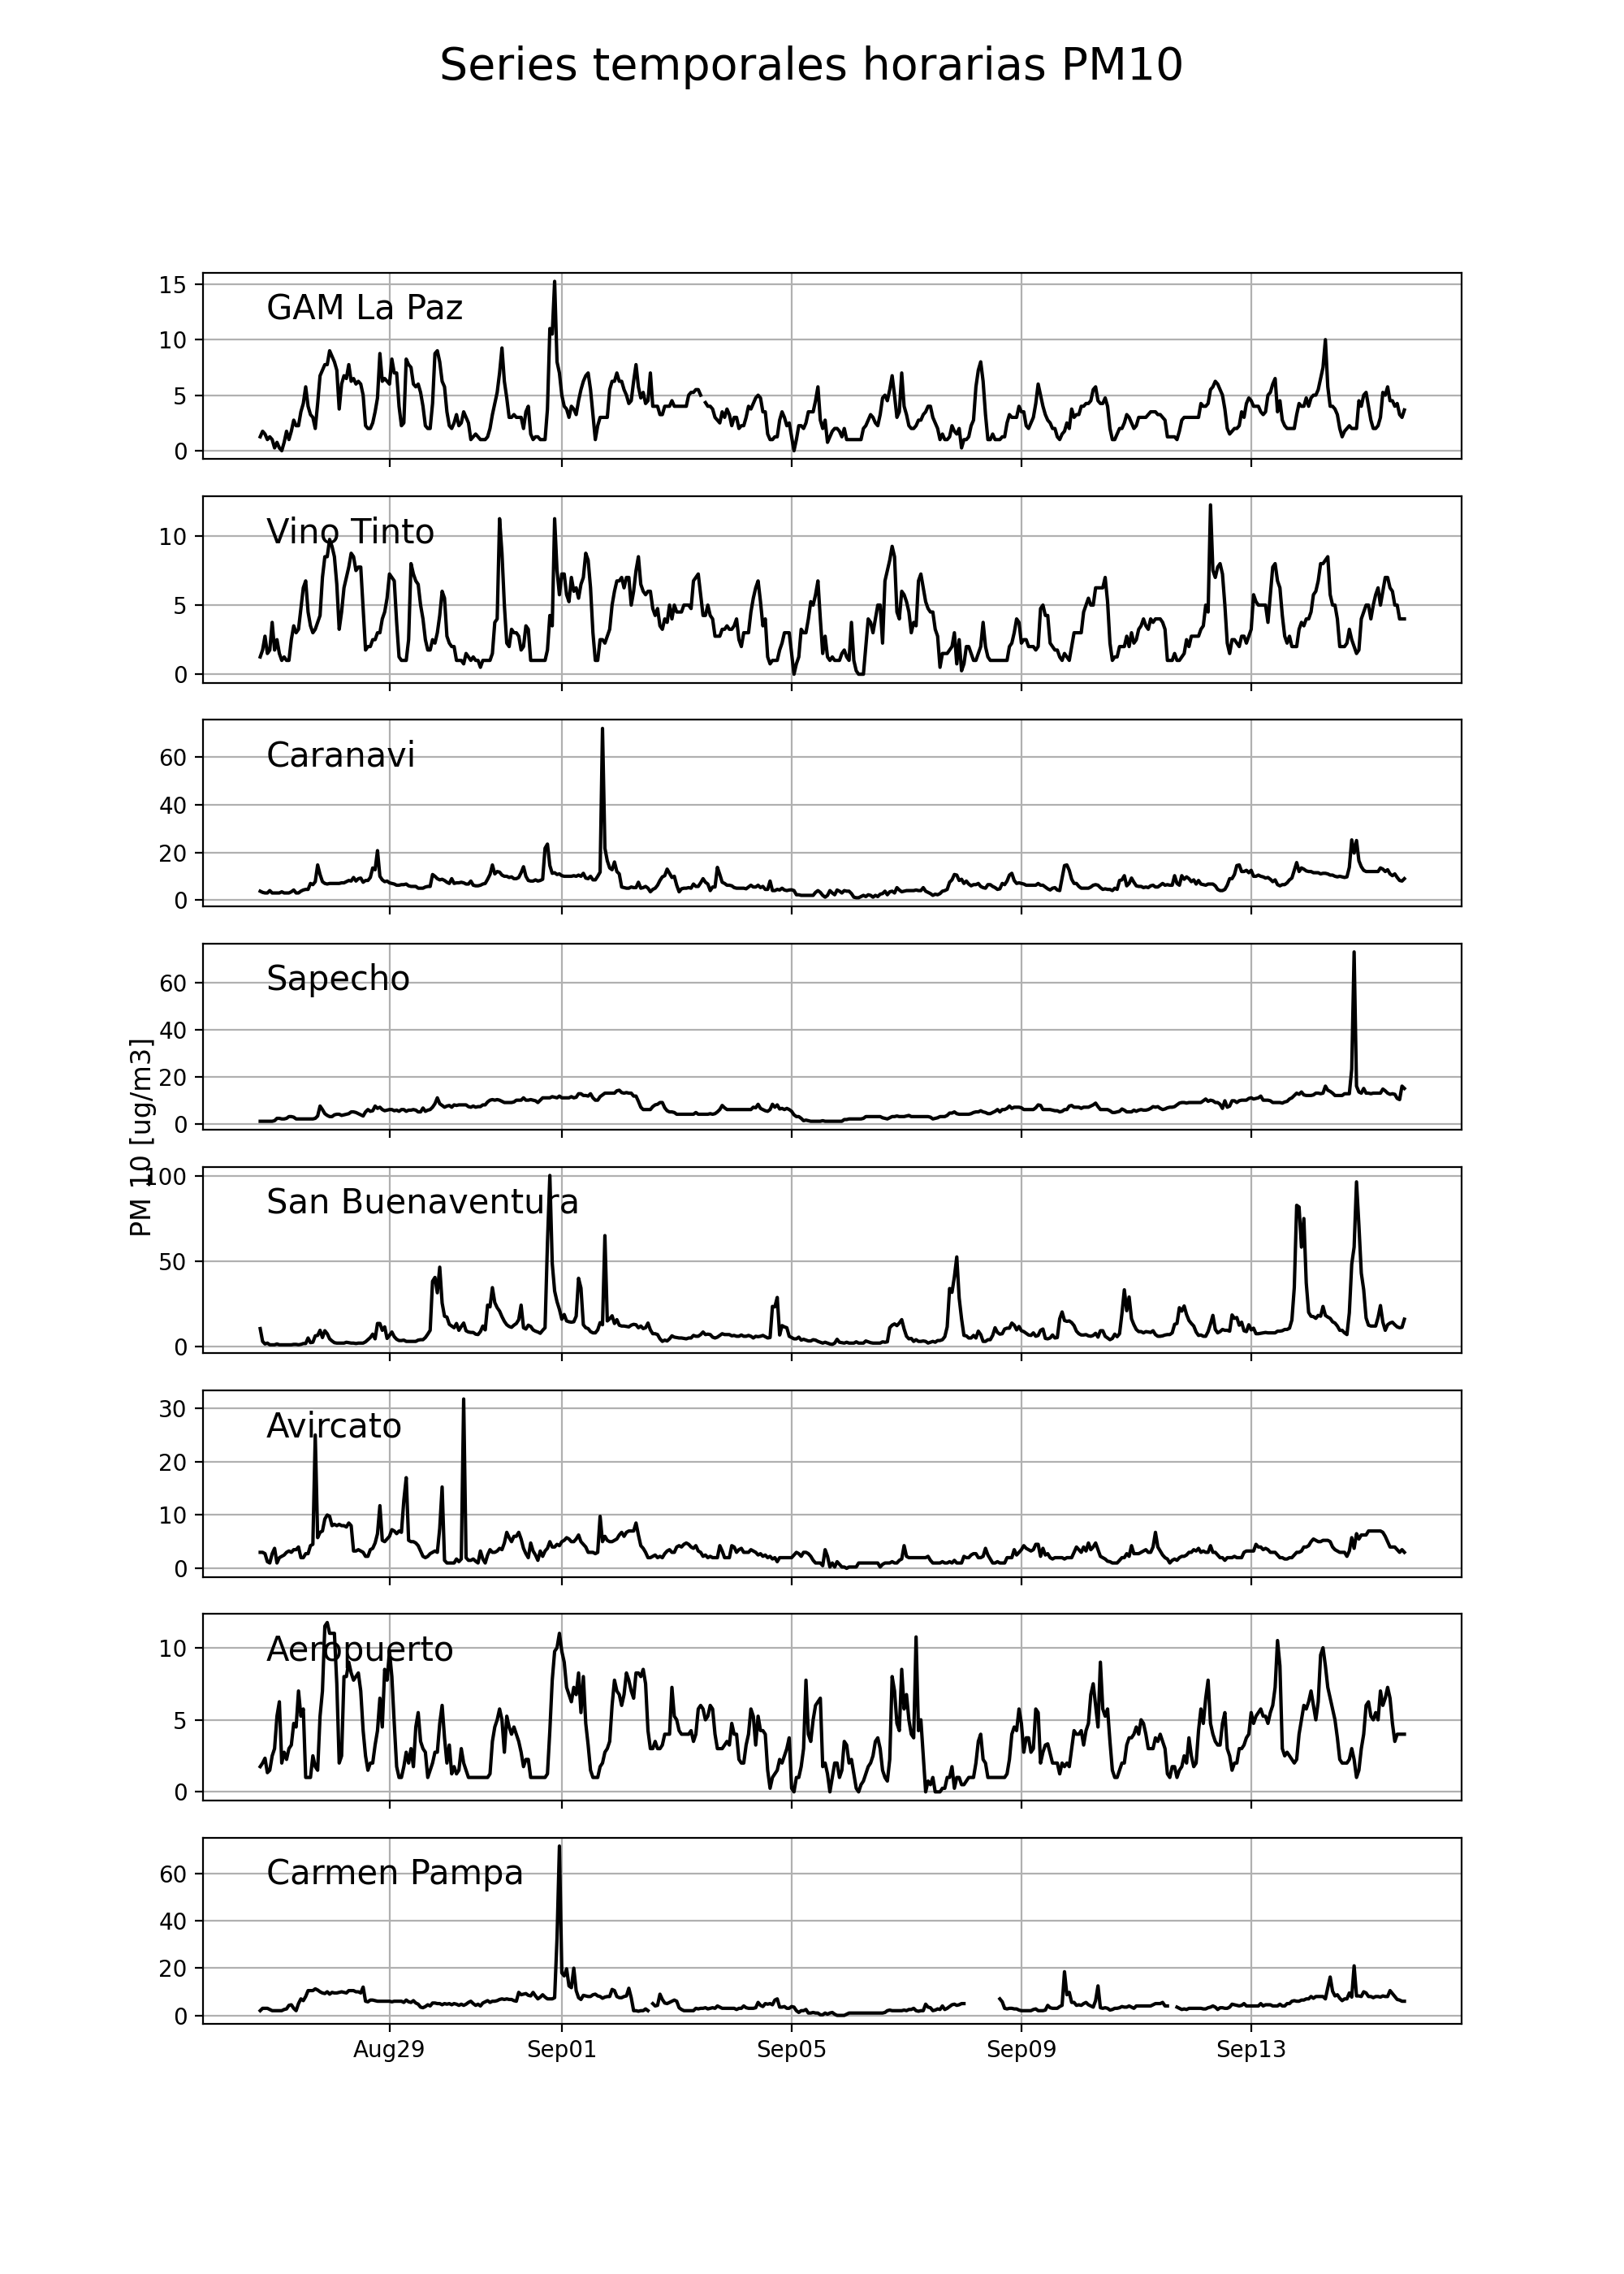 Series temporales horarias PM10
15
GAM La Paz
10
5
0
Vino Tinto
10
5
0
60
Caranavi
40
20
0
60
Sapecho
40
20
0
PM 10 [ug/m3]
100
San Buenaventura
50
0
30
Avircato
20
10
0
10
Aeropuerto
5
0
60
Carmen Pampa
40
20
0
Aug29 Sep01 Sep05 Sep09 Sep13